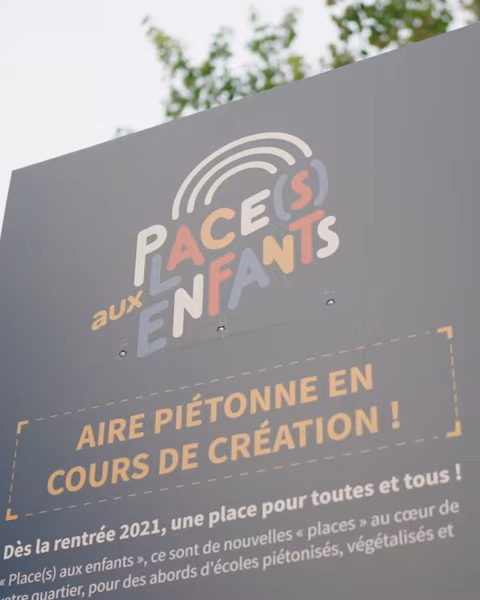 PLACE(S)
aux
LES
ENFANTS
AIRE PIÉTONNE EN
COURS DE CRÉATION !
Dès la rentrée 2021, une place pour toutes et tous !
« Place(s) aux enfants », ce sont de nouvelles « places » au cœur de
votre quartier, pour des abords d'écoles piétonisés, végétalisés et